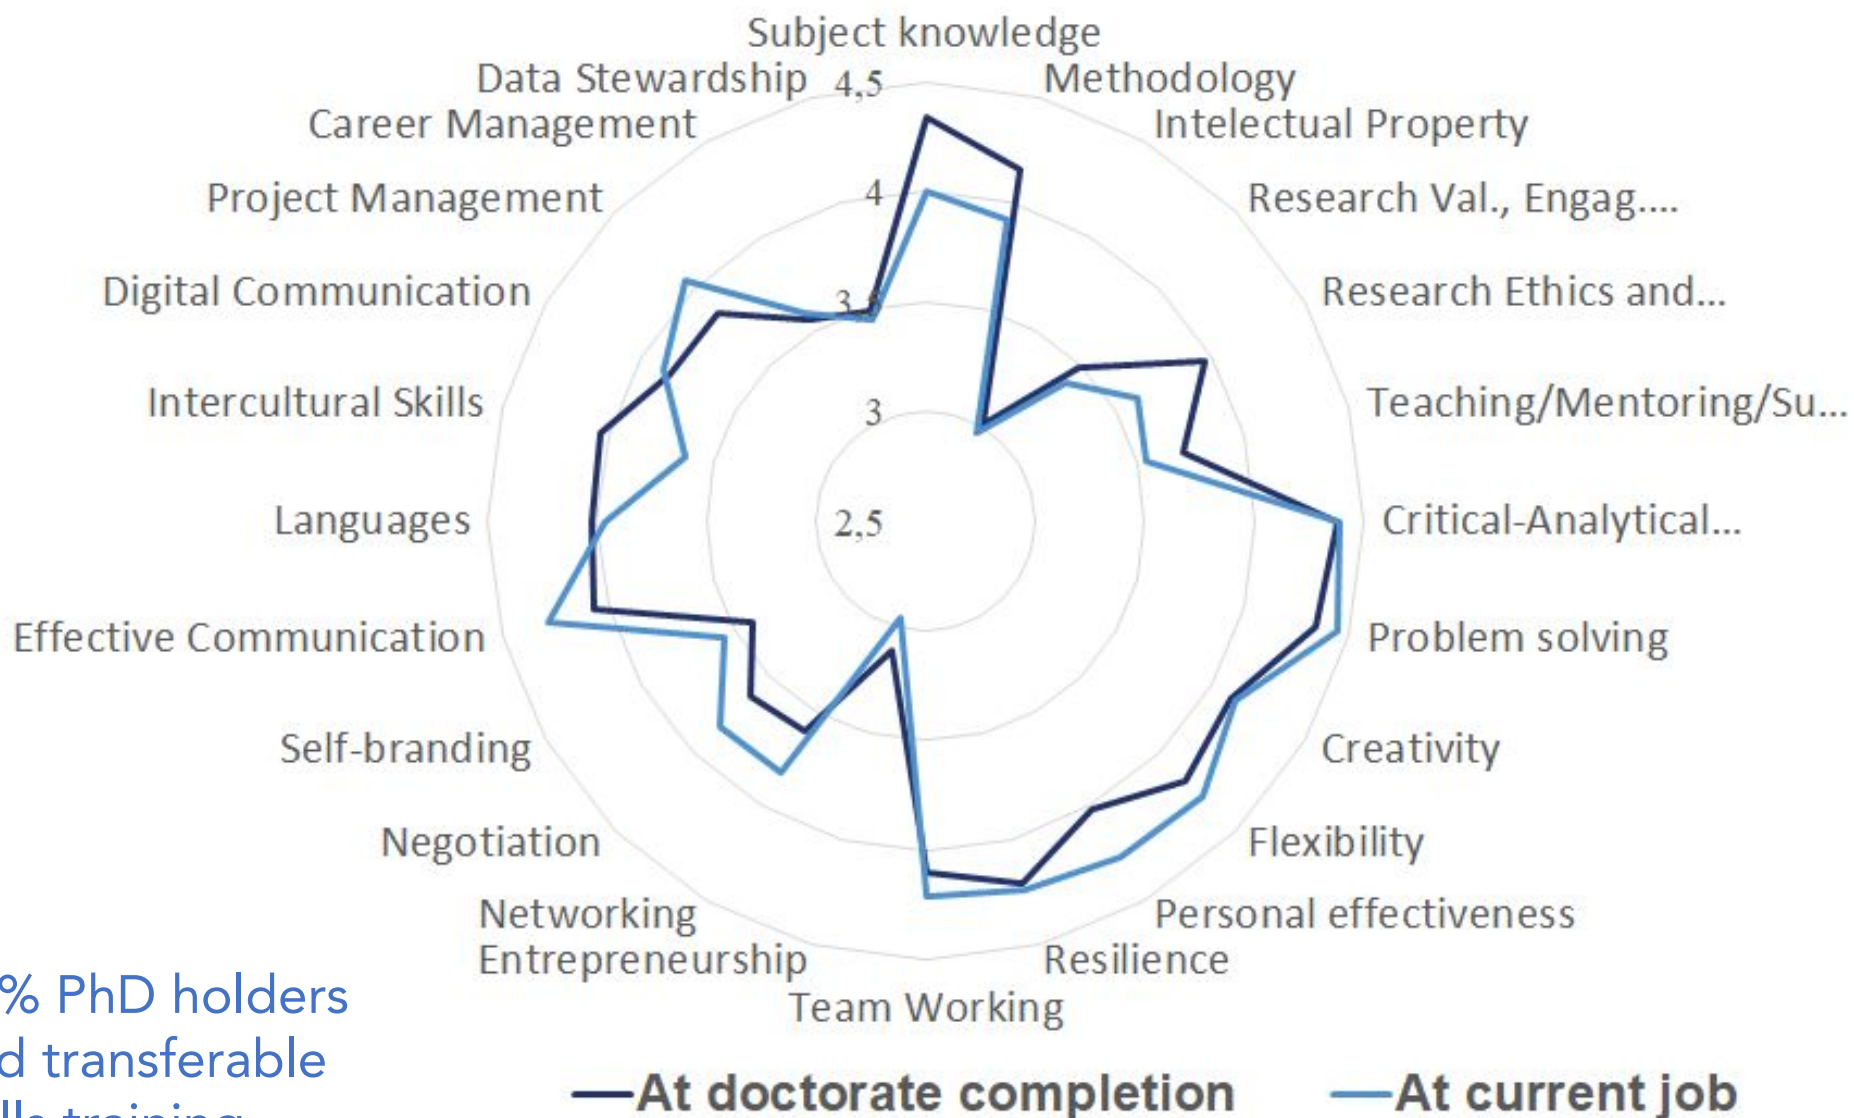 Subject knowledge
Data Stewardship
4,5
Methodology
Career Management
Intelectual Property
Project Management
4
Research Val., Engag....
Digital Communication
3,5
Research Ethics and...
Intercultural Skills
3
Teaching/Mentoring/Su...
Languages
2,5
Critical-Analytical...
Effective Communication
Problem solving
Self-branding
Creativity
Negotiation
Flexibility
Networking
Personal effectiveness
Entrepreneurship
Resilience
Team Working
% PhD holders
transferable
training
At doctorate completion
At current job